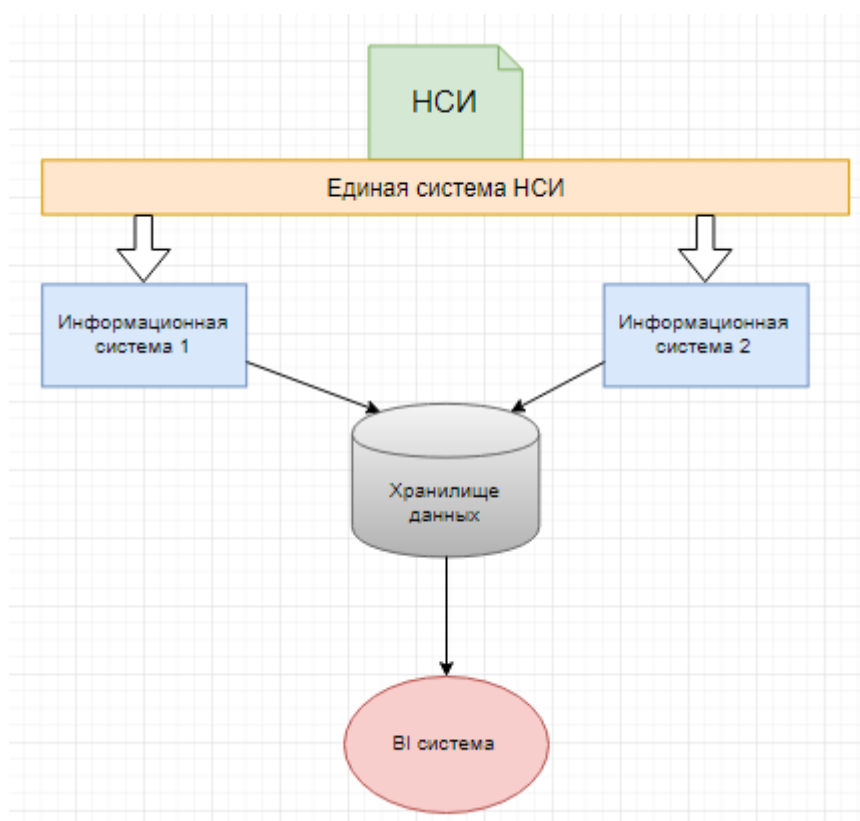 НСИ
Единая система НСИ
Информационная
система 1
Информационная
система 2
Хранилище
данных
BI система